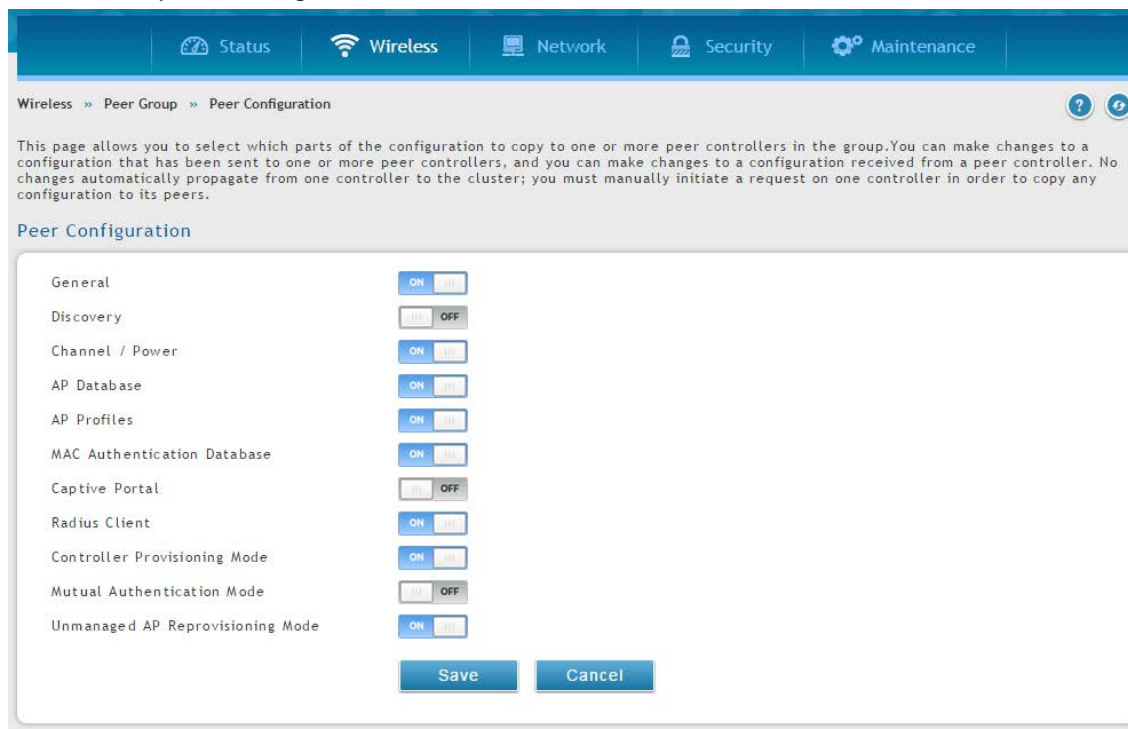 Status Wireless Network Security Maintenance
Wireless » Peer Group » Peer Configuration ?
This page allows you to select which parts of the configuration to copy to one or more peer controllers in the group.You can make changes to a
configuration that has been sent to one or more peer controllers, and you can make changes to a configuration received from a peer controller. No
changes automatically propagate from one controller to the cluster; you must manually initiate a request on one controller in order to copy any
configuration to its peers.
Peer Configuration
General ON
Discovery OFF
Channel / Power ON
AP Database ON
AP Profiles ON
MAC Authentication Database ON
Captive Portal OFF
Radius Client ON
Controller Provisioning Mode ON
Mutual Authentication Mode OFF
Unmanaged AP Reprovisioning Mode ON
Save Cancel